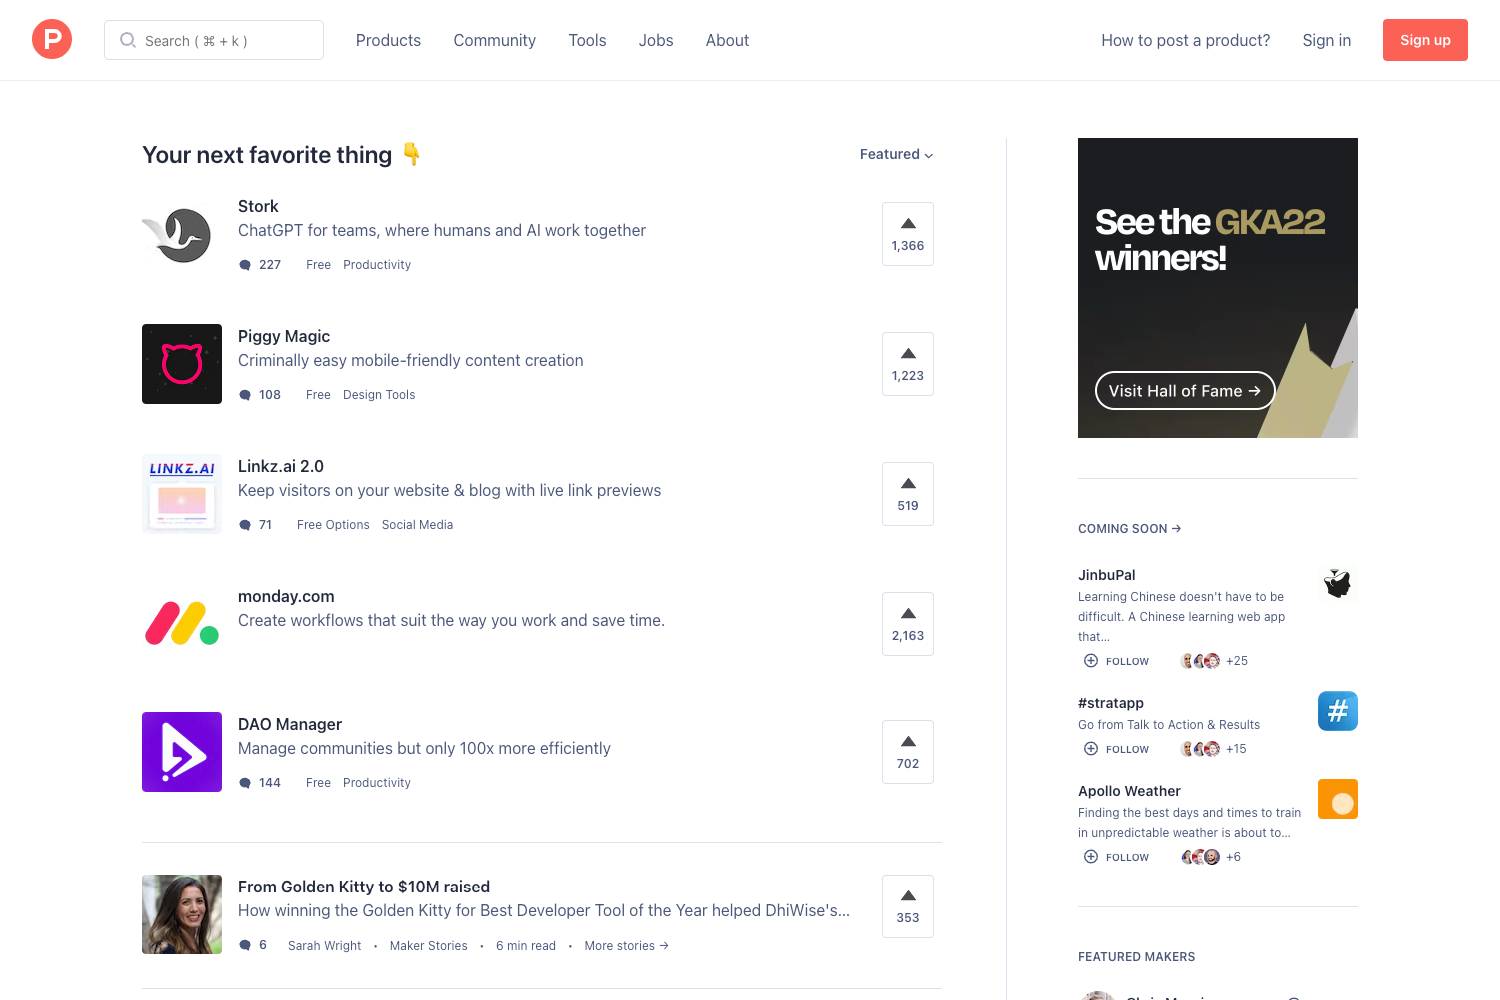 P
Search ( ⌘ + k )
Products
Community
Tools
Jobs
About
How to post a product?
Sign in
Sign up
Your next favorite thing 👇
Featured
Stork
ChatGPT for teams, where humans and AI work together
227 Free Productivity
1,366
Piggy Magic
Criminally easy mobile-friendly content creation
108 Free Design Tools
1,223
LINKZ.AI
Linkz.ai 2.0
Keep visitors on your website & blog with live link previews
71 Free Options Social Media
519
monday.com
Create workflows that suit the way you work and save time.
2,163
DAO Manager
Manage communities but only 100x more efficiently
144 Free Productivity
702
From Golden Kitty to $10M raised
How winning the Golden Kitty for Best Developer Tool of the Year helped DhiWise's...
6 Sarah Wright • Maker Stories • 6 min read • More stories →
353
See the GKA22
winners!
Visit Hall of Fame →
COMING SOON →
JinbuPal
Learning Chinese doesn't have to be
difficult. A Chinese learning web app
that...
FOLLOW +25
#stratapp
Go from Talk to Action & Results
FOLLOW +15
#
Apollo Weather
Finding the best days and times to train
in unpredictable weather is about to...
FOLLOW +6
FEATURED MAKERS